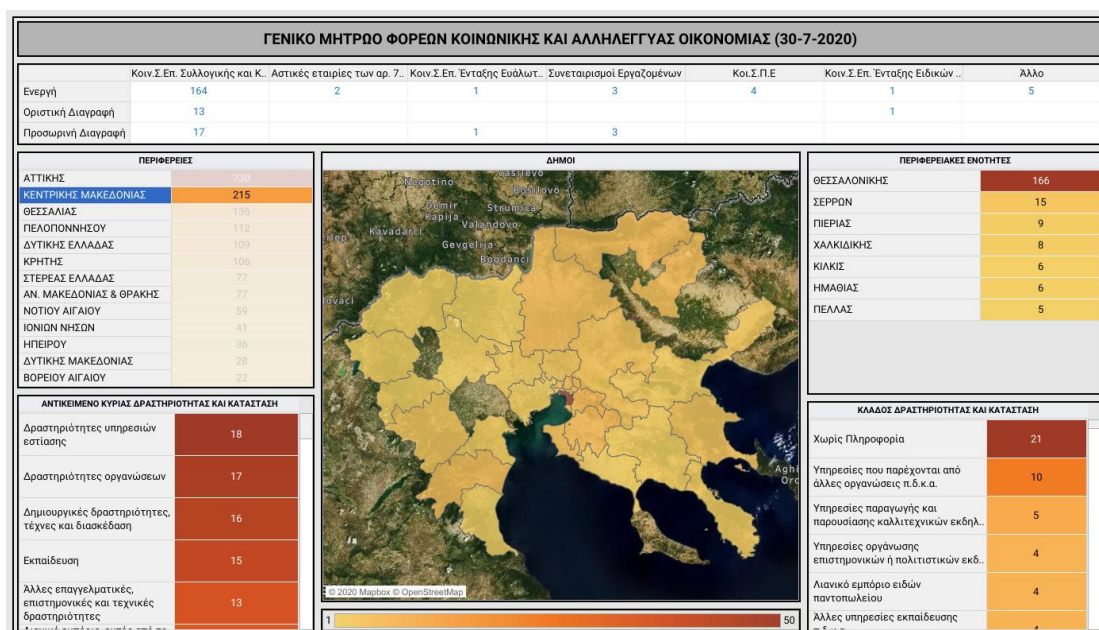 ΓΕΝΙΚΟ ΜΗΤΡΩΟ ΦΟΡΕΩΝ ΚΟΙΝΩΝΙΚΗΣ ΚΑΙ ΑΛΛΗΛΕΓΓΥΑΣ ΟΙΚΟΝΟΜΙΑΣ (30-7-2020)
Κοιν.Σ.Επ. Συλλογικής και Κ.. Αστικές εταιρίες των αρ. 7.. Κοιν.Σ.Επ. Ένταξης Ευάλωτ.. Συνεταιρισμοί Εργαζομένων Κοι.Σ.Π.Ε Κοιν.Σ.Επ. Ένταξης Ειδικών .. Άλλο
Ενεργή 164 2 1 3 4 1 5
Οριστική Διαγραφή 13 1
Προσωρινή Διαγραφή 17 1 3
ΠΕΡΙΦΕΡΕΙΕΣ
ΑΤΤΙΚΗΣ 730
ΚΕΝΤΡΙΚΗΣ ΜΑΚΕΔΟΝΙΑΣ 215
ΘΕΣΣΑΛΙΑΣ 136
ΠΕΛΟΠΟΝΝΗΣΟΥ 112
ΔΥΤΙΚΗΣ ΕΛΛΑΔΑΣ 109
ΚΡΗΤΗΣ 106
ΣΤΕΡΕΑΣ ΕΛΛΑΔΑΣ 77
ΑΝ. ΜΑΚΕΔΟΝΙΑΣ & ΘΡΑΚΗΣ 77
ΝΟΤΙΟΥ ΑΙΓΑΙΟΥ 59
ΙΟΝΙΩΝ ΝΗΣΩΝ 41
ΗΠΕΙΡΟΥ 36
ΔΥΤΙΚΗΣ ΜΑΚΕΔΟΝΙΑΣ 28
ΒΟΡΕΙΟΥ ΑΙΓΑΙΟΥ 22
ΔΗΜΟΙ
Vasilevo
Negotino
Bosilovo
Demir
Kapija
Strumica
Kavadarci
Valandovo
Gevgelija
Bogdanci
© 2020 Mapbox © OpenStreetMap
1 50
ΠΕΡΙΦΕΡΕΙΑΚΕΣ ΕΝΟΤΗΤΕΣ
ΘΕΣΣΑΛΟΝΙΚΗΣ 166
ΣΕΡΡΩΝ 15
ΠΙΕΡΙΑΣ 9
ΧΑΛΚΙΔΙΚΗΣ 8
ΚΙΛΚΙΣ 6
ΗΜΑΘΙΑΣ 6
ΠΕΛΛΑΣ 5
ΑΝΤΙΚΕΙΜΕΝΟ ΚΥΡΙΑΣ ΔΡΑΣΤΗΡΙΟΤΗΤΑΣ ΚΑΙ ΚΑΤΑΣΤΑΣΗ
Δραστηριότητες υπηρεσιών
εστίασης 18
Δραστηριότητες οργανώσεων 17
Δημιουργικές δραστηριότητες,
τέχνες και διασκέδαση 16
Εκπαίδευση 15
Άλλες επαγγελματικές,
επιστημονικές και τεχνικές
δραστηριότητες 13
ΚΛΑΔΟΣ ΔΡΑΣΤΗΡΙΟΤΗΤΑΣ ΚΑΙ ΚΑΤΑΣΤΑΣΗ
Χωρίς Πληροφορία 21
Υπηρεσίες που παρέχονται από
άλλες οργανώσεις π.δ.κ.α. 10
Υπηρεσίες παραγωγής και
παρουσίασης καλλιτεχνικών εκδηλ.. 5
Υπηρεσίες οργάνωσης
επιστημονικών ή πολιτιστικών εκδ.. 4
Λιανικό εμπόριο ειδών
παντοπωλείου 4
Άλλες υπηρεσίες εκπαίδευσης